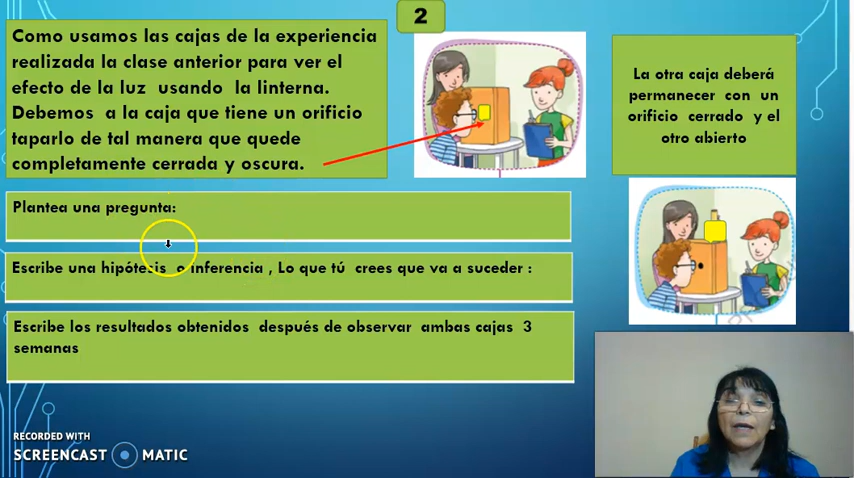 2
Como usamos las cajas de la experiencia
realizada la clase anterior para ver el
efecto de la luz usando la linterna.
Debemos a la caja que tiene un orificio
taparlo de tal manera que quede
completamente cerrada y oscura.
La otra caja deberá
permanecer con un
orificio cerrado y el
otro abierto
Plantea una pregunta:
Escribe una hipótesis o inferencia , Lo que tú crees que va a suceder :
Escribe los resultados obtenidos después de observar ambas cajas 3
semanas
RECORDED WITH
SCREENCAST MATIC